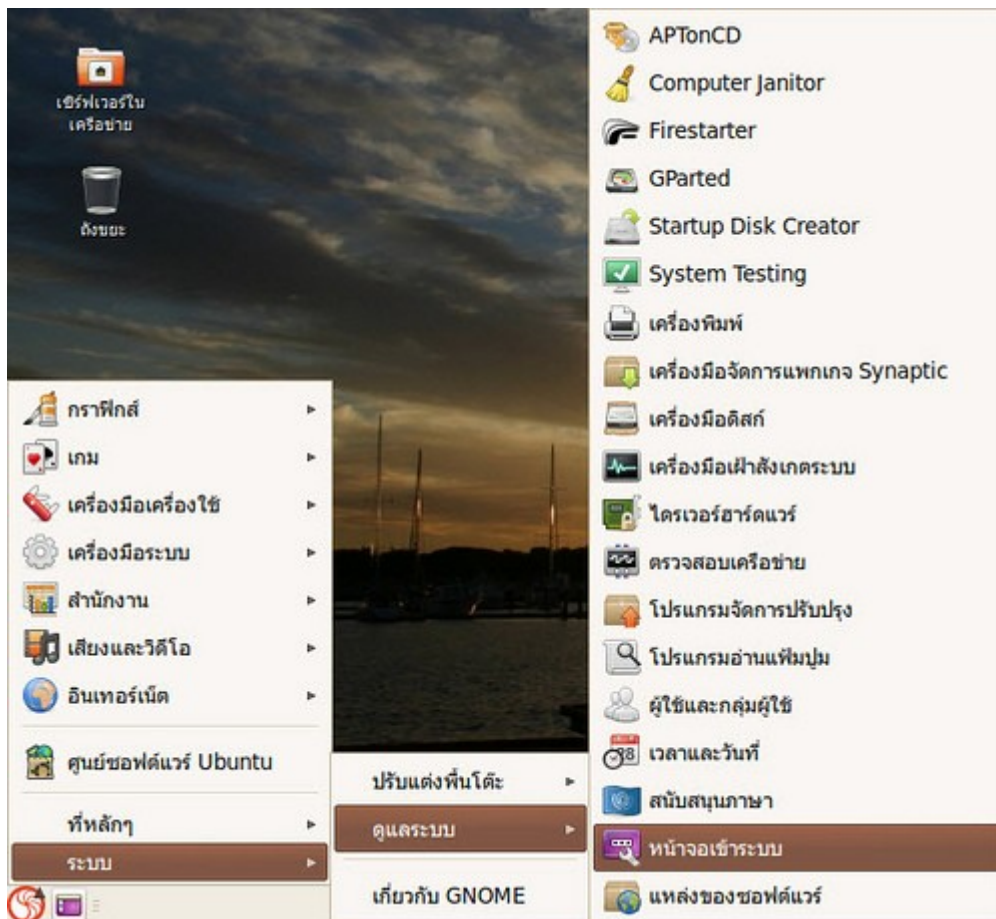 เซิร์ฟเวอร์ใน
เครือข่าย
ถังขยะ
กราฟิกส์
เกม
เครื่องมือเครื่องใช้
เครื่องมือระบบ
สำนักงาน
เสียงและวิดีโอ
อินเทอร์เน็ต
ศูนย์ซอฟต์แวร์ Ubuntu
ที่หลักๆ
ระบบ
ปรับแต่งพื้นโต๊ะ
ดูแลระบบ
เกี่ยวกับ GNOME
APTonCD
Computer Janitor
Firestarter
GParted
Startup Disk Creator
System Testing
เครื่องพิมพ์
เครื่องมือจัดการแพกเกจ Synaptic
เครื่องมือดิสก์
เครื่องมือเฝ้าสังเกตระบบ
ไดรเวอร์ฮาร์ดแวร์
ตรวจสอบเครือข่าย
โปรแกรมจัดการปรับปรุง
โปรแกรมอ่านแฟ้มปูม
ผู้ใช้และกลุ่มผู้ใช้
เวลาและวันที่
สนับสนุนภาษา
หน้าจอเข้าระบบ
แหล่งของซอฟต์แวร์